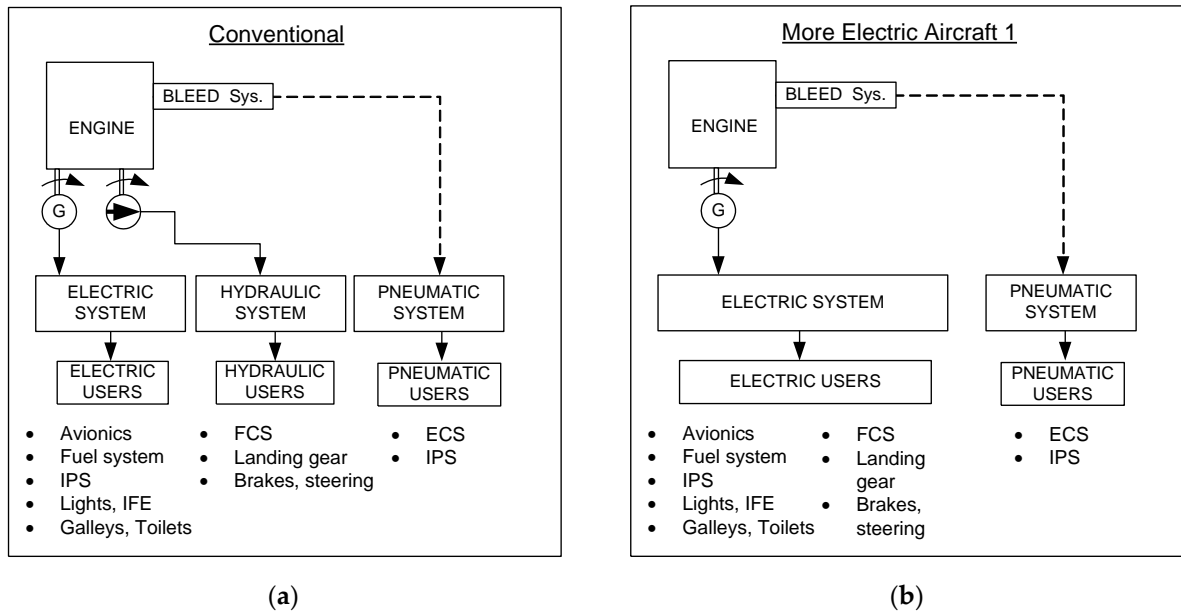 Conventional
BLEED Sys.
ENGINE
G
ELECTRIC
SYSTEM
HYDRAULIC
SYSTEM
PNEUMATIC
SYSTEM
ELECTRIC
USERS
HYDRAULIC
USERS
PNEUMATIC
USERS
• Avionics
• Fuel system
• IPS
• Lights, IFE
• Galleys, Toilets
• FCS
• Landing gear
• Brakes, steering
• ECS
• IPS
(a)
More Electric Aircraft 1
BLEED Sys.
ENGINE
G
ELECTRIC SYSTEM
PNEUMATIC
SYSTEM
ELECTRIC USERS
PNEUMATIC
USERS
• Avionics
• Fuel system
• IPS
• Lights, IFE
• Galleys, Toilets
• FCS
• Landing
gear
• Brakes,
steering
• ECS
• IPS
(b)